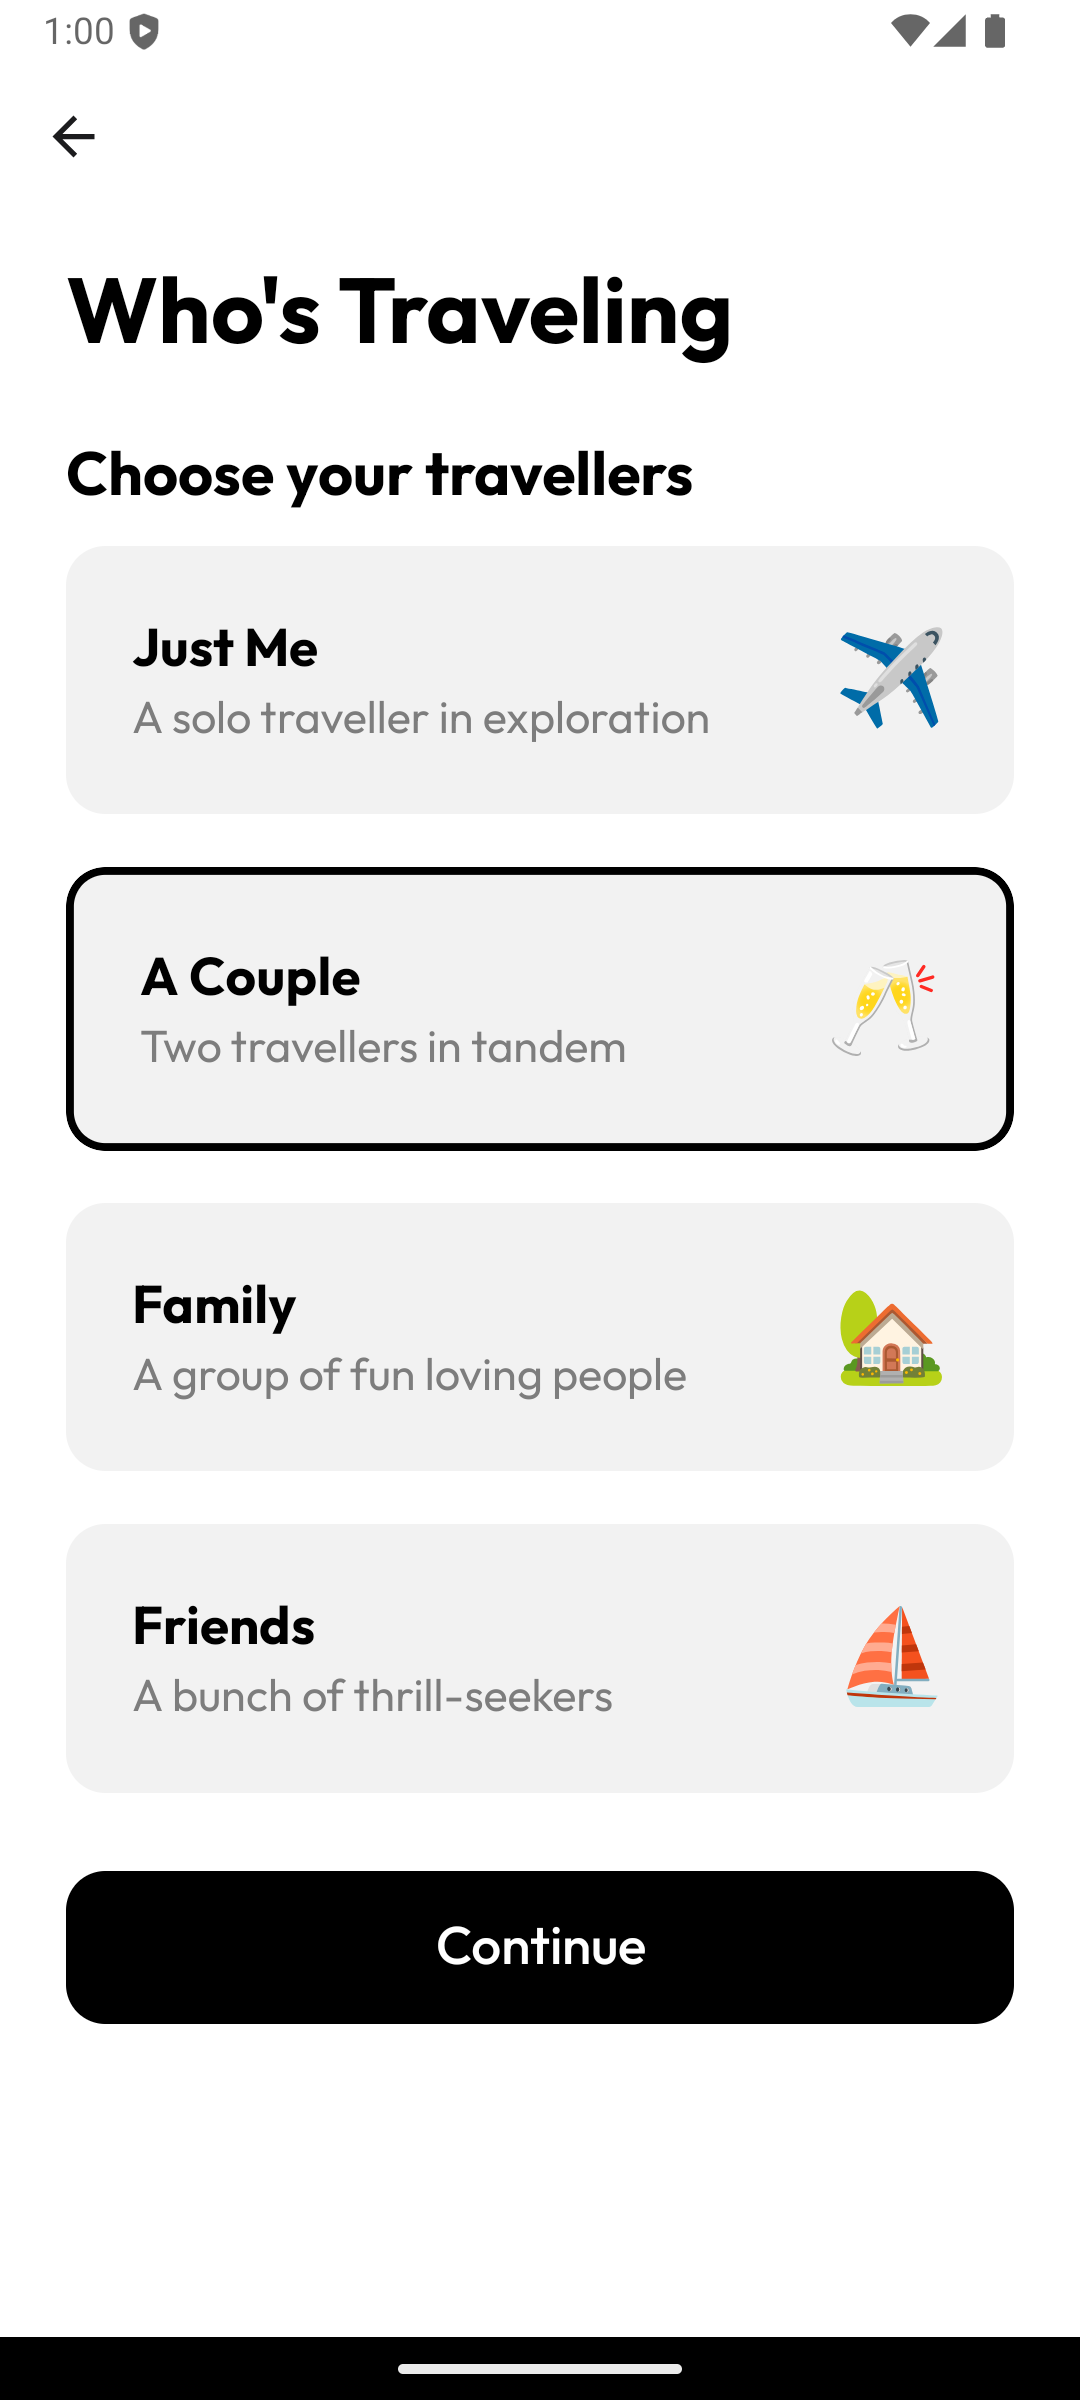 1:00
Who's Traveling
Choose your travellers
Just Me
A solo traveller in exploration
A Couple
Two travellers in tandem
Family
A group of fun loving people
Friends
A bunch of thrill-seekers
Continue